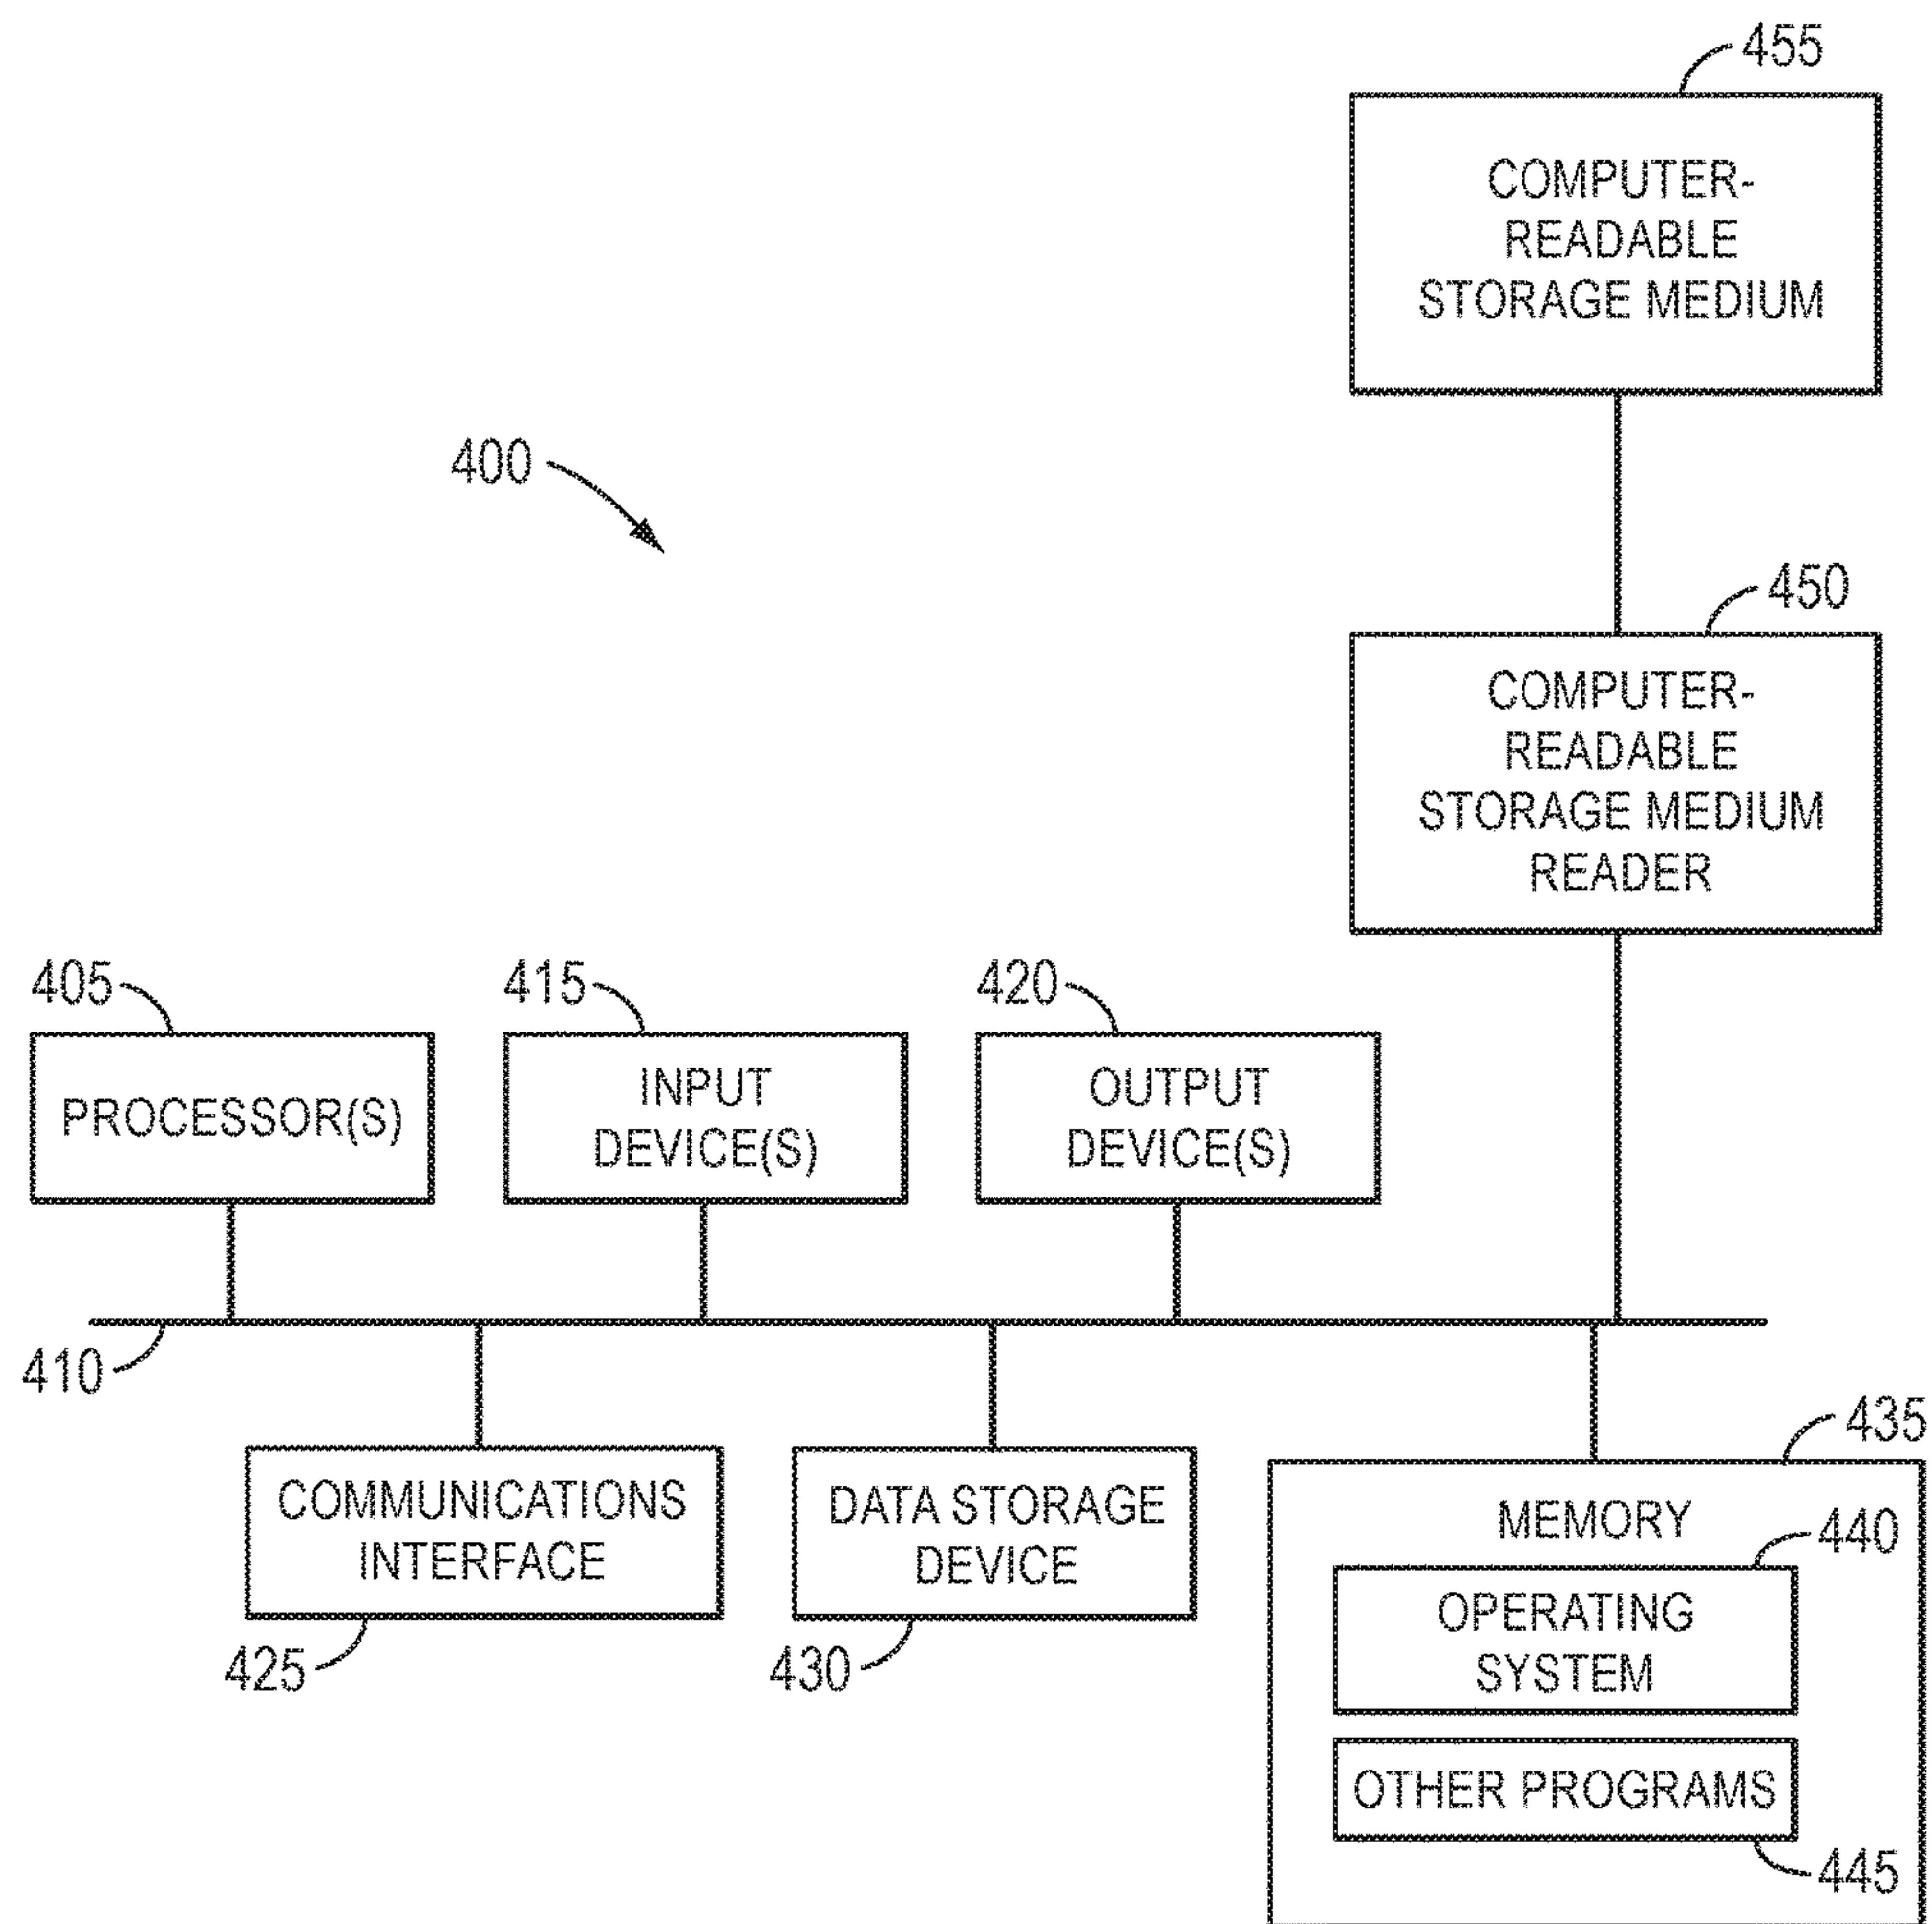 455
COMPUTER-
READABLE
STORAGE MEDIUM
400
450
COMPUTER-
READABLE
STORAGE MEDIUM
READER
405
415
420
PROCESSOR(S)
INPUT
DEVICE(S)
OUTPUT
DEVICE(S)
410
435
COMMUNICATIONS
INTERFACE
425
DATA STORAGE
DEVICE
430
MEMORY
440
OPERATING
SYSTEM
OTHER PROGRAMS
445